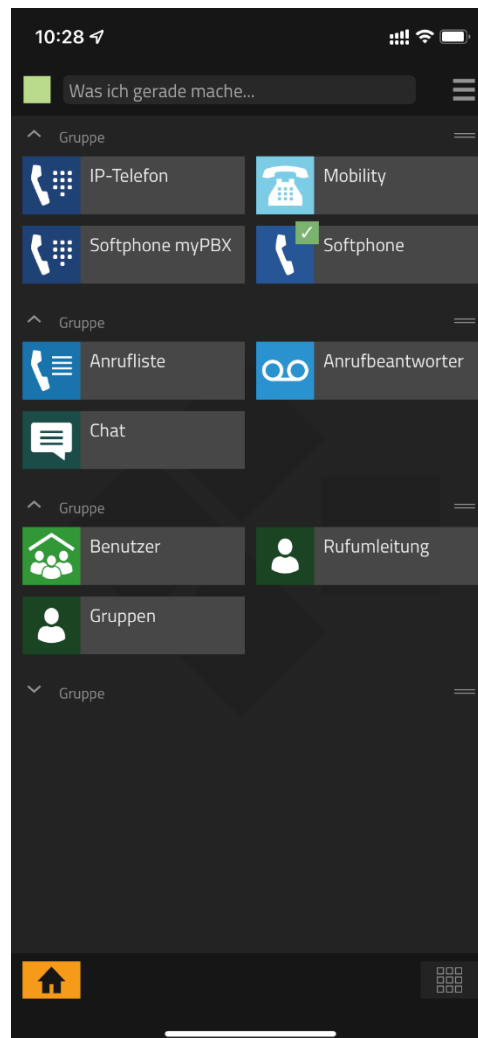 10:28
Was ich gerade mache...
Gruppe
IP-Telefon
Mobility
Softphone myPBX
Softphone
Gruppe
Anrufliste
Anrufbeantworter
Chat
Gruppe
Benutzer
Rufumleitung
Gruppen
Gruppe